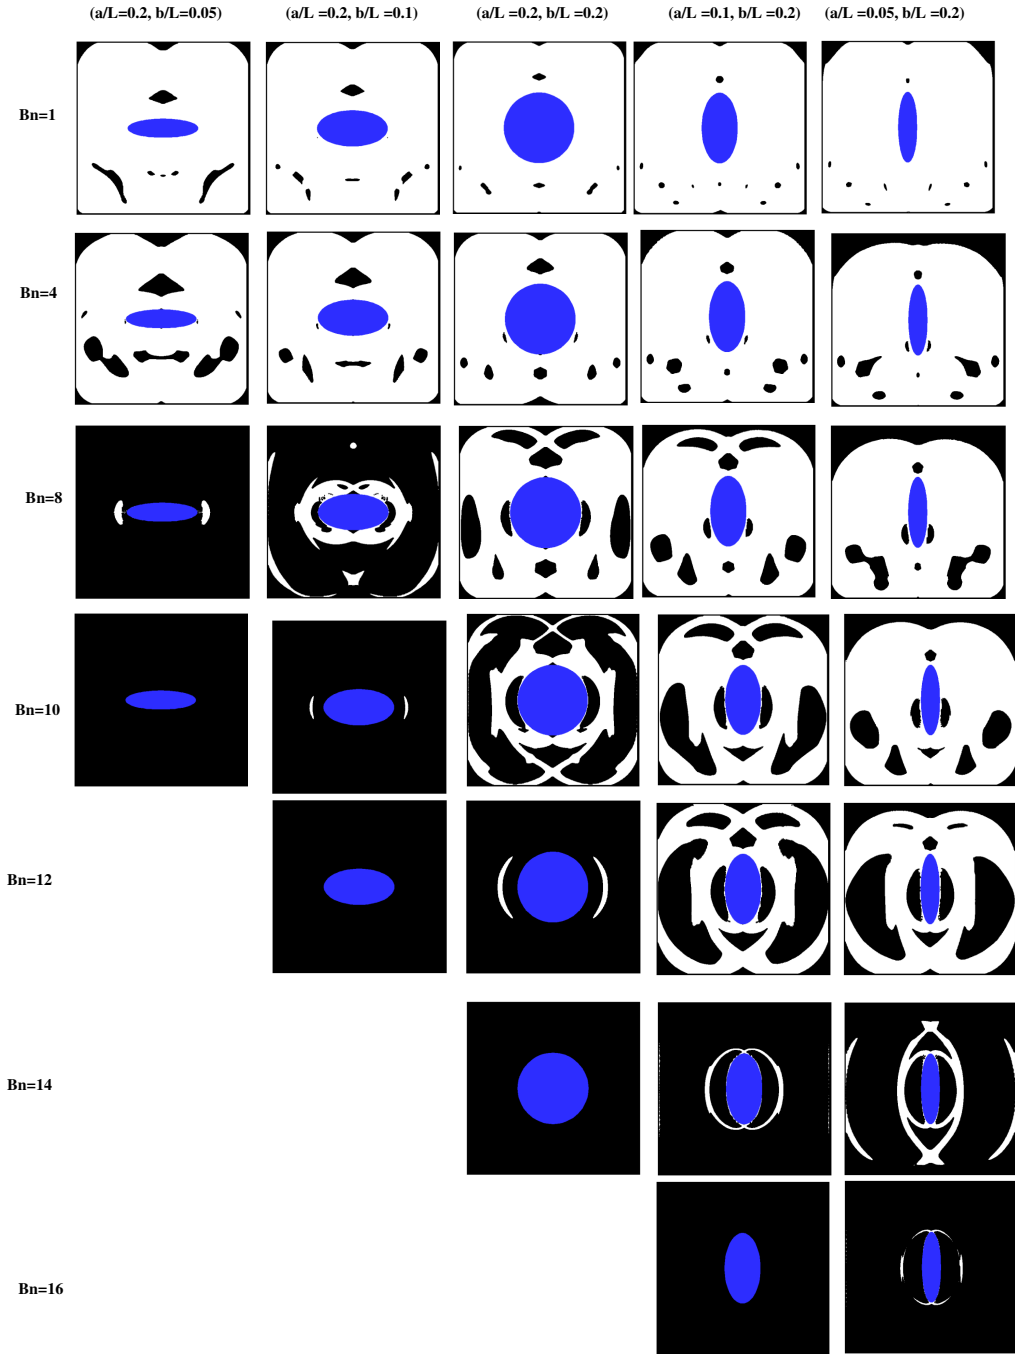 (a/L=0.2, b/L=0.05) (a/L =0.2, b/L =0.1) (a/L =0.2, b/L =0.2) (a/L =0.1, b/L =0.2) (a/L =0.05, b/L =0.2)
Bn=1
Bn=4
Bn=8
Bn=10
Bn=12
Bn=14
Bn=16